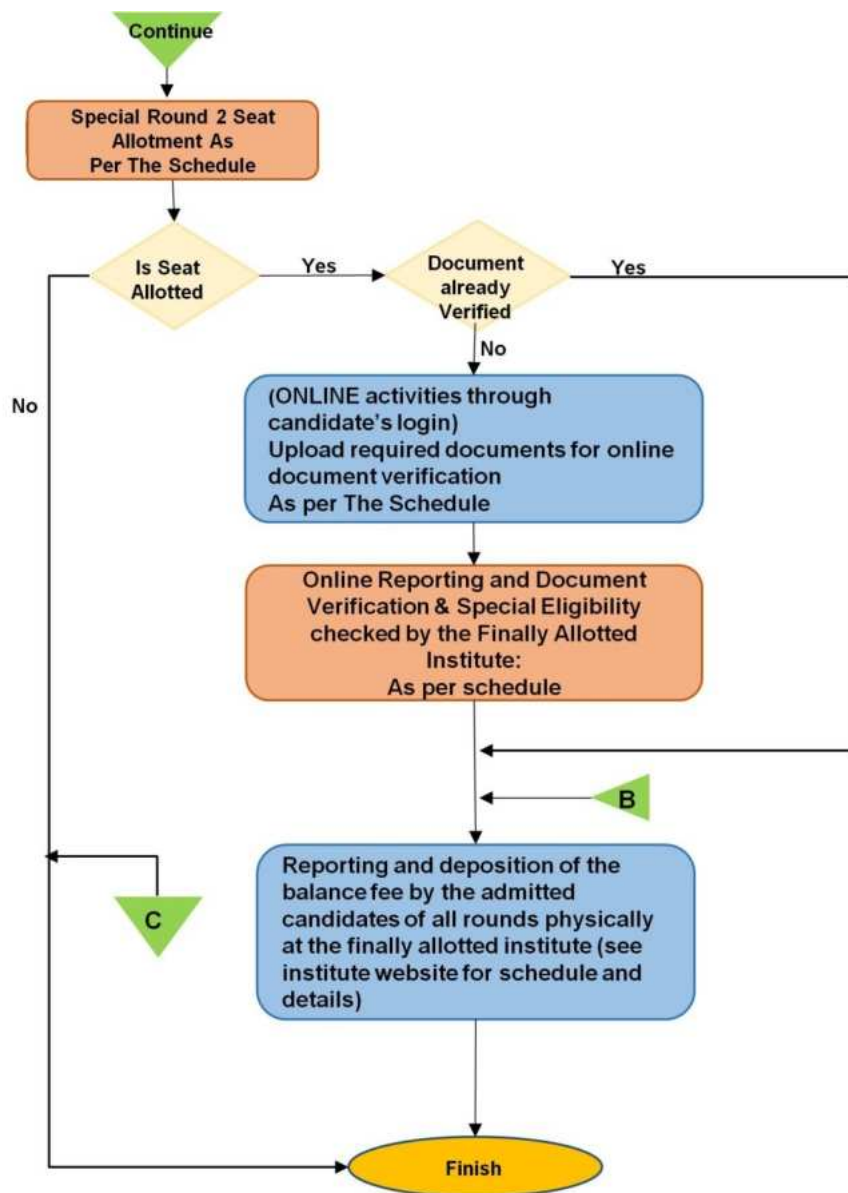 Continue
Special Round 2 Seat
Allotment As
Per The Schedule
Is Seat
Allotted
Yes
Document
already
Verified
Yes
No
No
(ONLINE activities through
candidate's login)
Upload required documents for online
document verification
As per The Schedule
Online Reporting and Document
Verification & Special Eligibility
checked by the Finally Allotted
Institute:
As per schedule
B
Reporting and deposition of the
balance fee by the admitted
candidates of all rounds physically
at the finally allotted institute (see
institute website for schedule and
details)
C
Finish